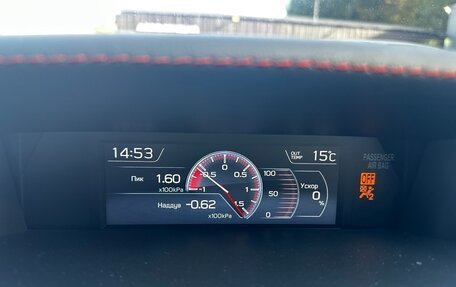 14:53
OUT TEMP 15°C
PASSENGER AIR BAG
OFF
Пик 1.60
x100kPa
-1 -0.5 0 0.5 1 1.5
100
50
0
Ускор
0
%
Наддув -0.62
x100kPa